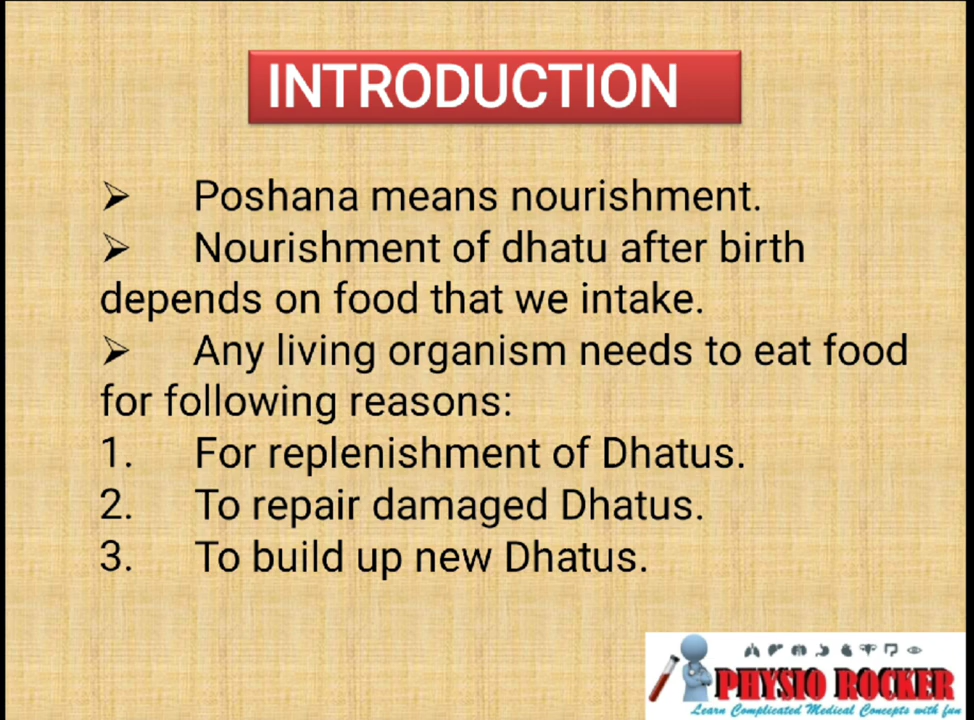 INTRODUCTION
➢ Poshana means nourishment.
➢ Nourishment of dhatu after birth
depends on food that we intake.
➢ Any living organism needs to eat food
for following reasons:
1. For replenishment of Dhatus.
2. To repair damaged Dhatus.
3. To build up new Dhatus.
PHYSIO ROCKER
Learn Complicated Medical Concepts with fun